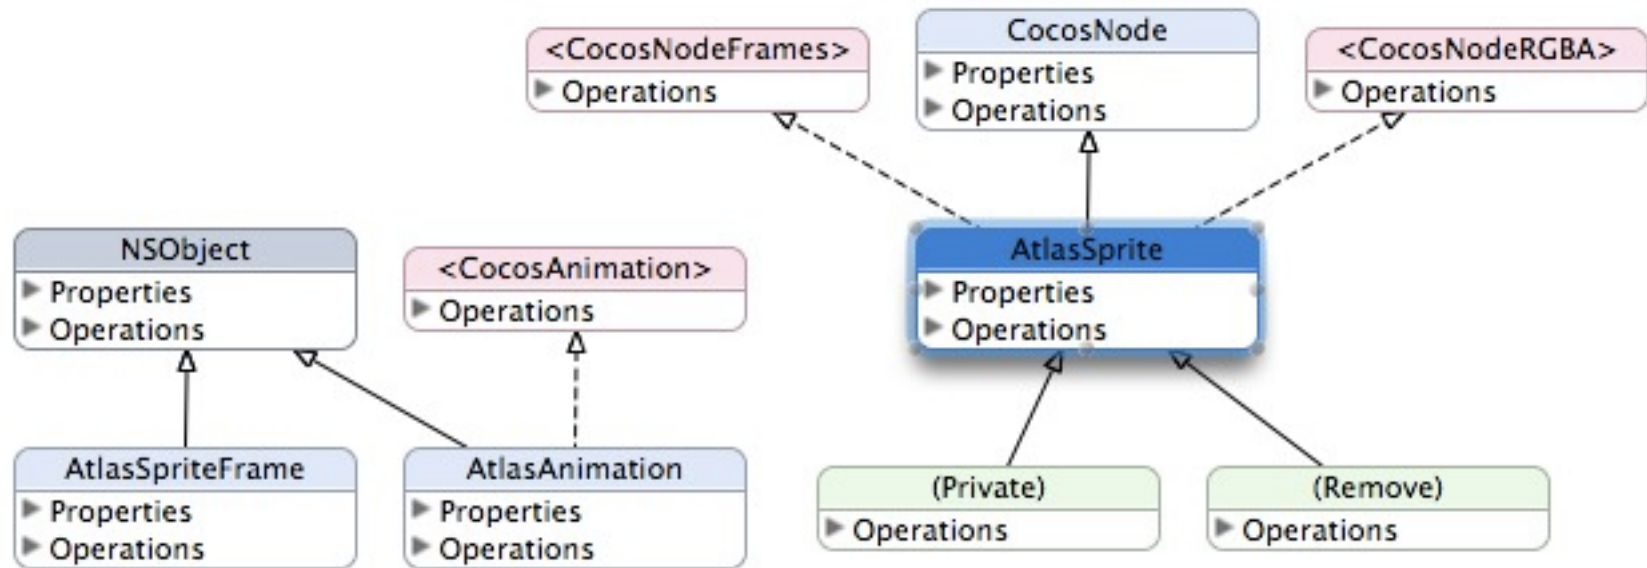 <CocosNodeFrames>
Operations
CocosNode
Properties
Operations
<CocosNodeRGBA>
Operations
NSObject
Properties
Operations
<CocosAnimation>
Operations
AtlasSprite
Properties
Operations
AtlasSpriteFrame
Properties
Operations
AtlasAnimation
Properties
Operations
(Private)
Operations
(Remove)
Operations